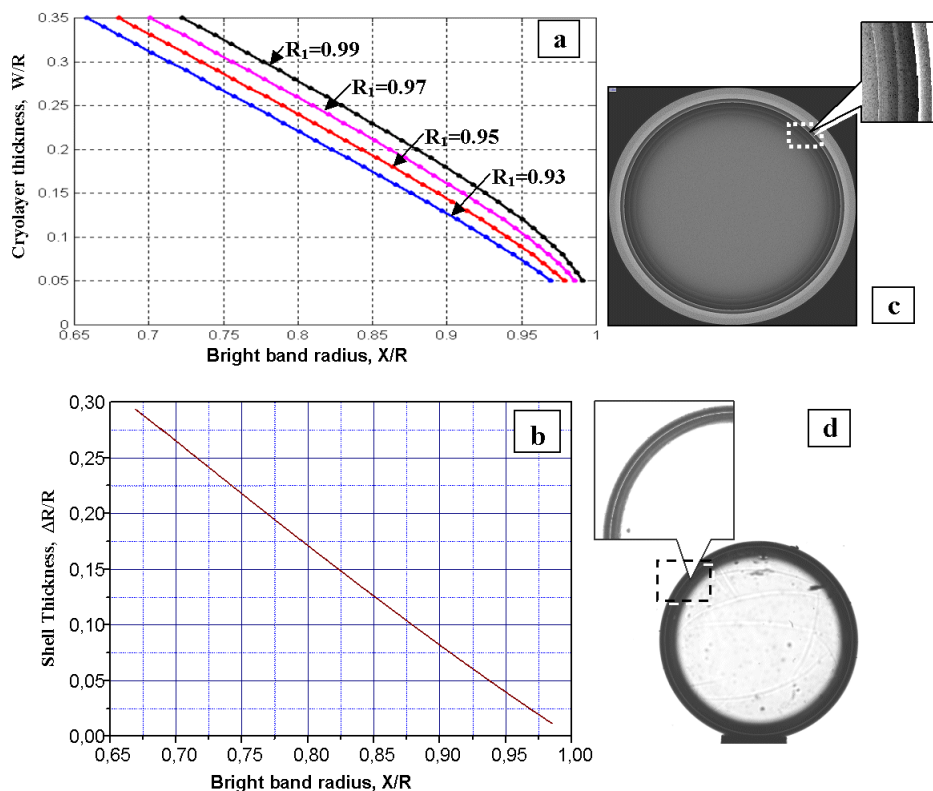 a
Cryolayer thickness, W/R
0.35
0.3
0.25
0.2
0.15
0.1
0.05
0
R₁=0.99
R₁=0.97
R₁=0.95
R₁=0.93
0.65
0.7
0.75
0.8
0.85
0.9
0.95
1
Bright band radius, X/R
c
b
Shell Thickness, ΔR/R
0,30
0,25
0,20
0,15
0,10
0,05
0,00
0,65
0,70
0,75
0,80
0,85
0,90
0,95
1,00
Bright band radius, X/R
d